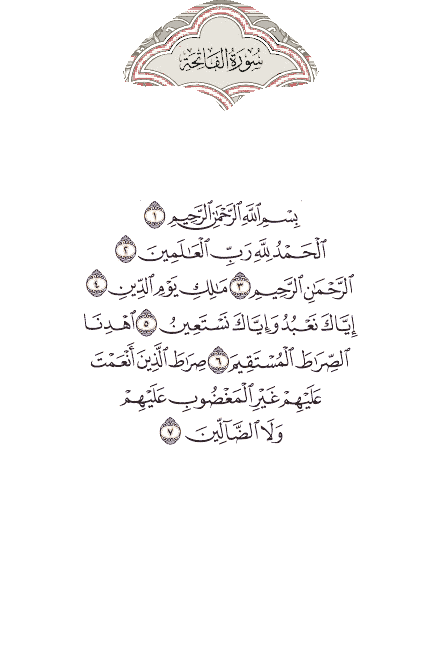 سُورَةُ الفَاتِحَةِ
بِسْمِ ٱللَّهِ ٱلرَّحْمَٰنِ ٱلرَّحِيمِ ١
ٱلْحَمْدُ لِلَّهِ رَبِّ ٱلْعَٰلَمِينَ ٢
ٱلرَّحْمَٰنِ ٱلرَّحِيمِ ٣ مَٰلِكِ يَوْمِ ٱلدِّينِ ٤
إِيَّاكَ نَعْبُدُ وَإِيَّاكَ نَسْتَعِينُ ٥ ٱهْدِنَا
ٱلصِّرَٰطَ ٱلْمُسْتَقِيمَ ٦ صِرَٰطَ ٱلَّذِينَ أَنْعَمْتَ
عَلَيْهِمْ غَيْرِ ٱلْمَغْضُوبِ عَلَيْهِمْ
وَلَا ٱلضَّآلِّينَ ٧